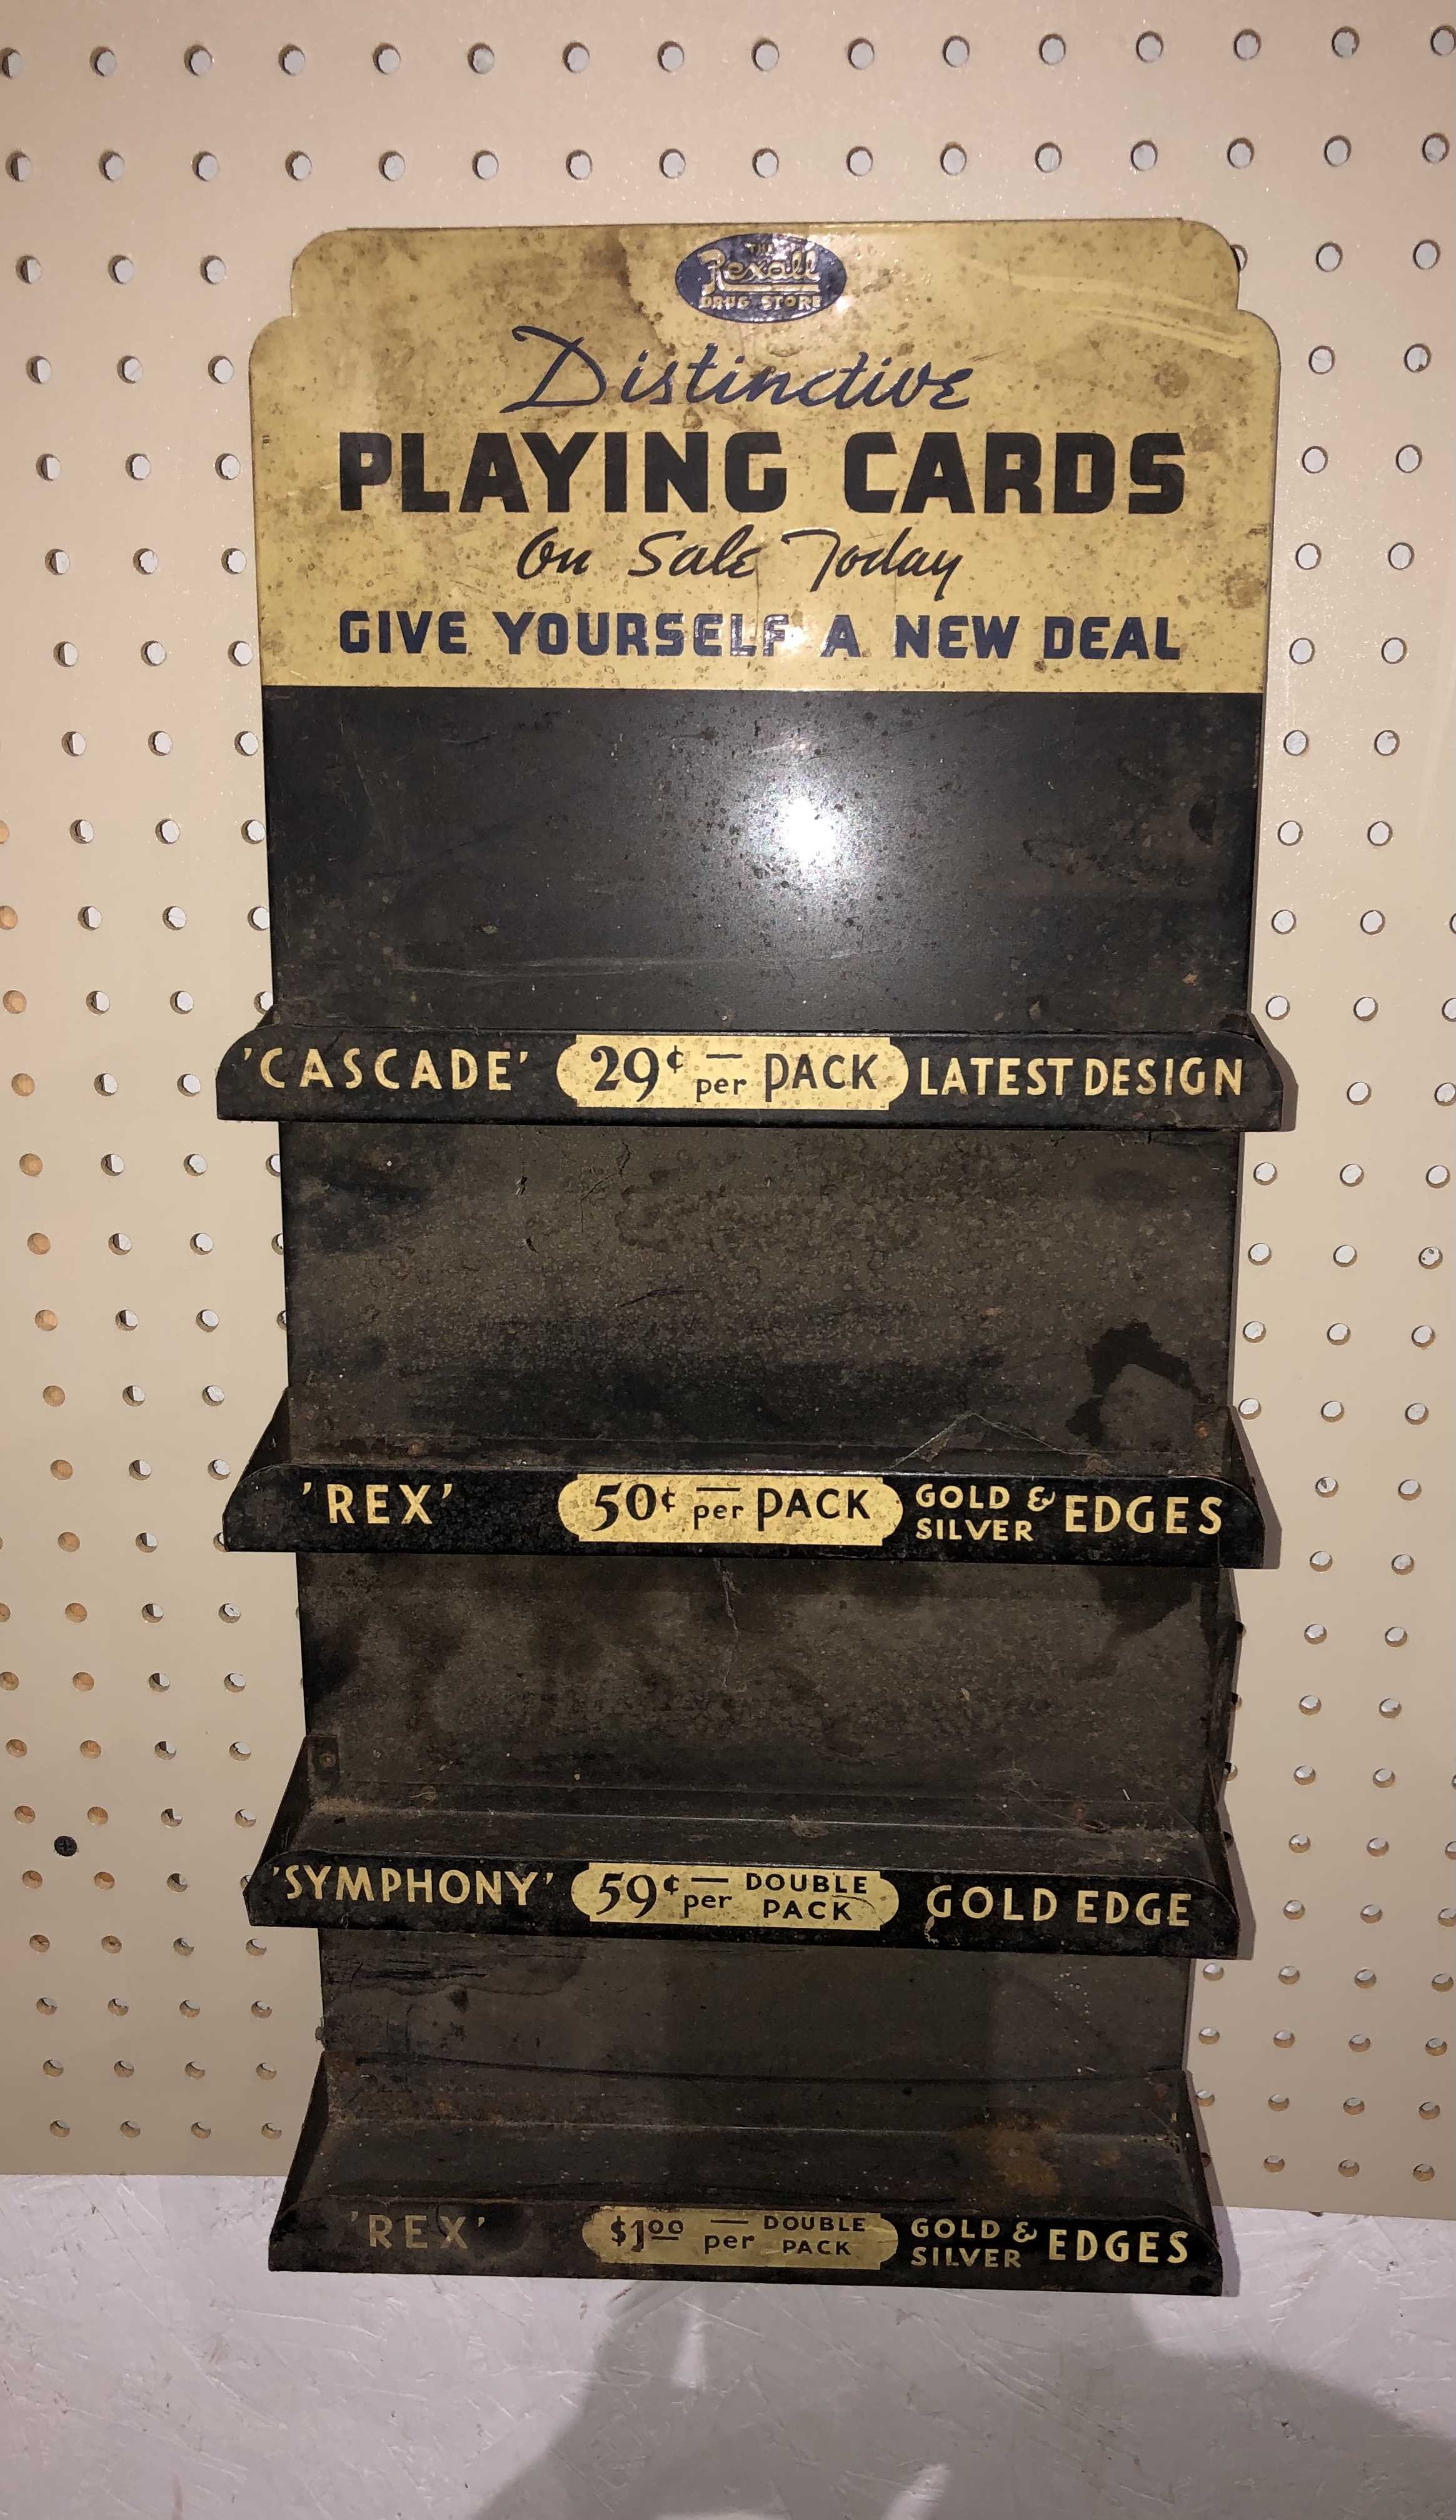 THE
Rexall
DRUG STORE
Distinctive
PLAYING CARDS
On Sale Today
GIVE YOURSELF A NEW DEAL
'CASCADE' 29¢ per PACK LATEST DESIGN
'REX' 50¢ per PACK GOLD & SILVER EDGES
'SYMPHONY' 59¢ per DOUBLE PACK GOLD EDGE
'REX' $1.00 per DOUBLE PACK GOLD & SILVER EDGES